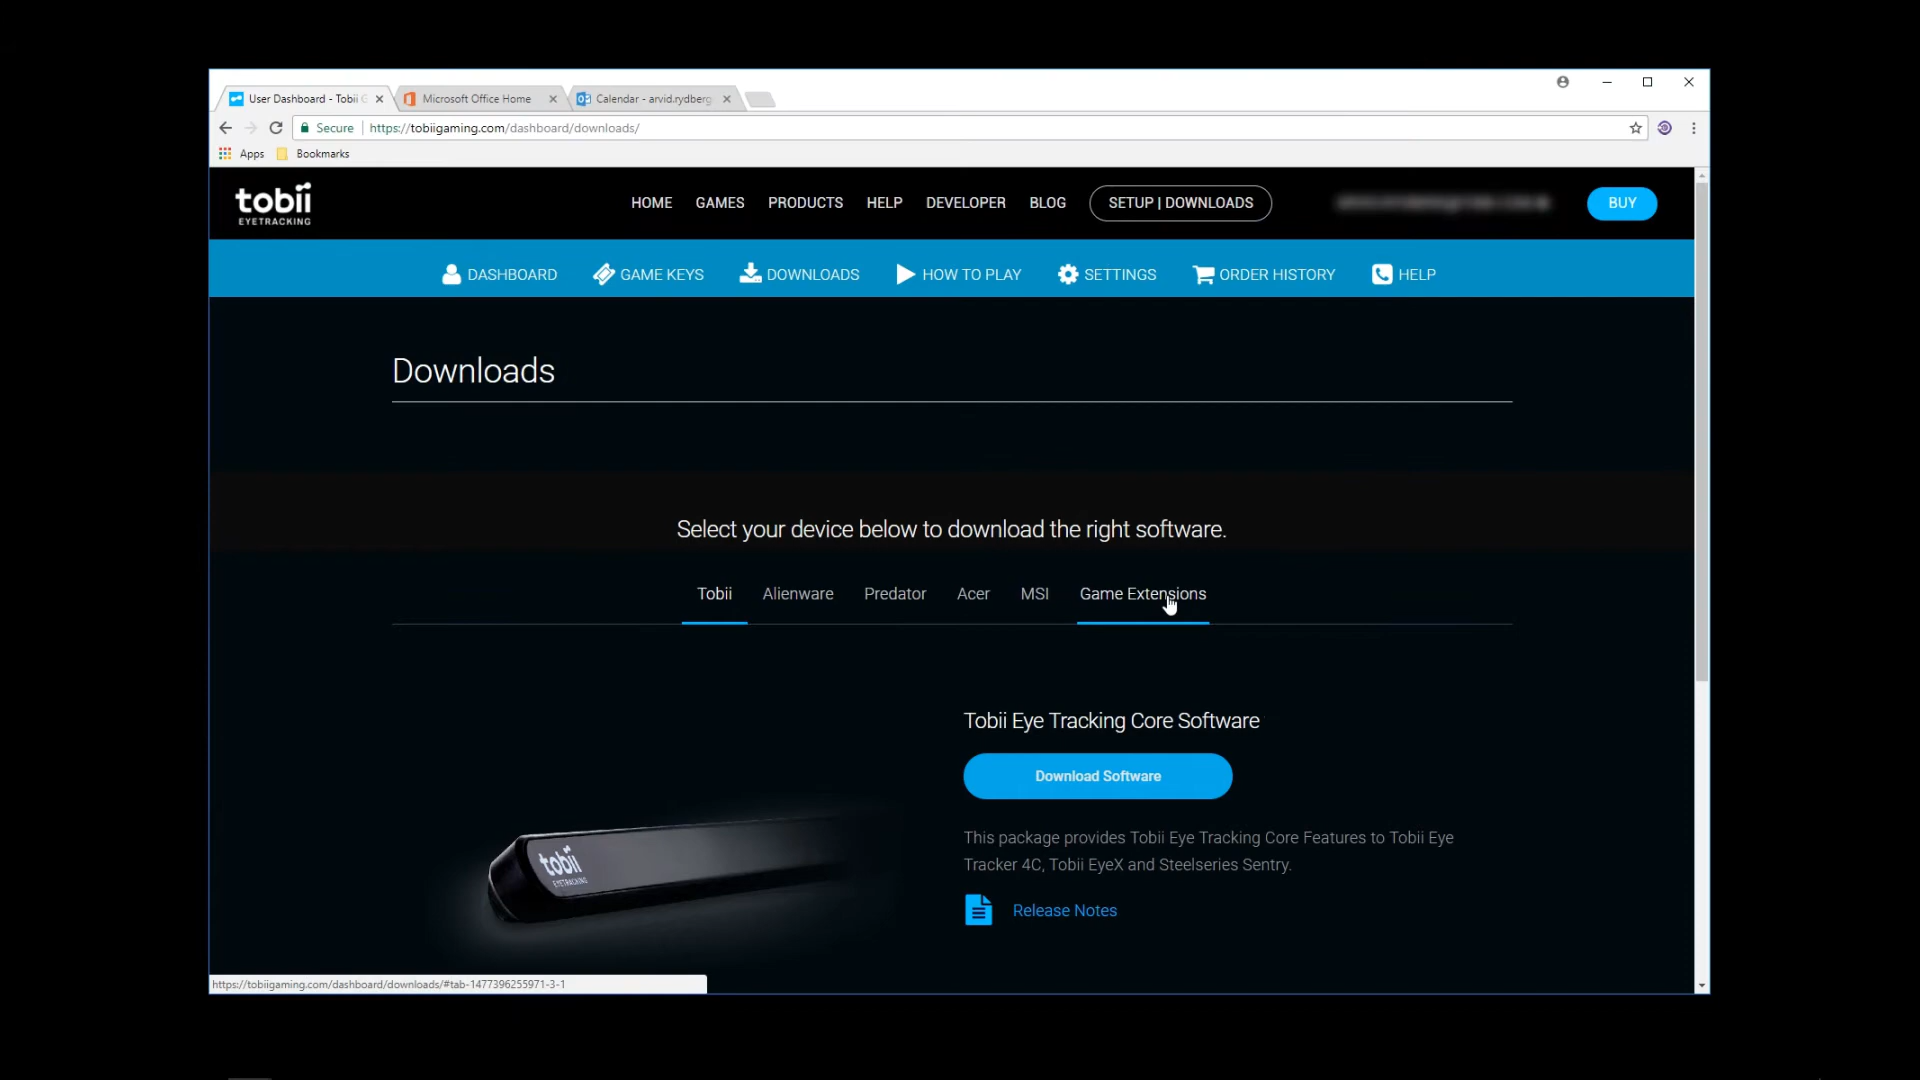 User Dashboard - Tobii G
Microsoft Office Home
Calendar - arvid.rydberg
Secure
https://tobiigaming.com/dashboard/downloads/
Apps
Bookmarks
tobii
EYETRACKING
HOME
GAMES
PRODUCTS
HELP
DEVELOPER
BLOG
SETUP | DOWNLOADS
BUY
DASHBOARD
GAME KEYS
DOWNLOADS
HOW TO PLAY
SETTINGS
ORDER HISTORY
HELP
Downloads
Select your device below to download the right software.
Tobii
Alienware
Predator
Acer
MSI
Game Extensions
Tobii Eye Tracking Core Software
Download Software
This package provides Tobii Eye Tracking Core Features to Tobii Eye
Tracker 4C, Tobii EyeX and Steelseries Sentry.
tobii
EYETRACKING
Release Notes
https://tobiigaming.com/dashboard/downloads/#tab-1477396255971-3-1